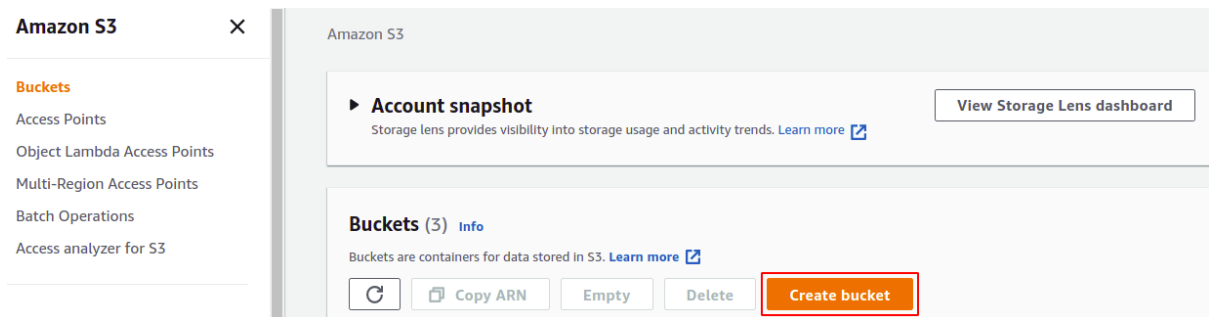 Amazon S3
Buckets
Access Points
Object Lambda Access Points
Multi-Region Access Points
Batch Operations
Access analyzer for S3
Amazon S3
Account snapshot
View Storage Lens dashboard
Storage lens provides visibility into storage usage and activity trends. Learn more
Buckets (3) Info
Buckets are containers for data stored in S3. Learn more
Copy ARN Empty Delete Create bucket